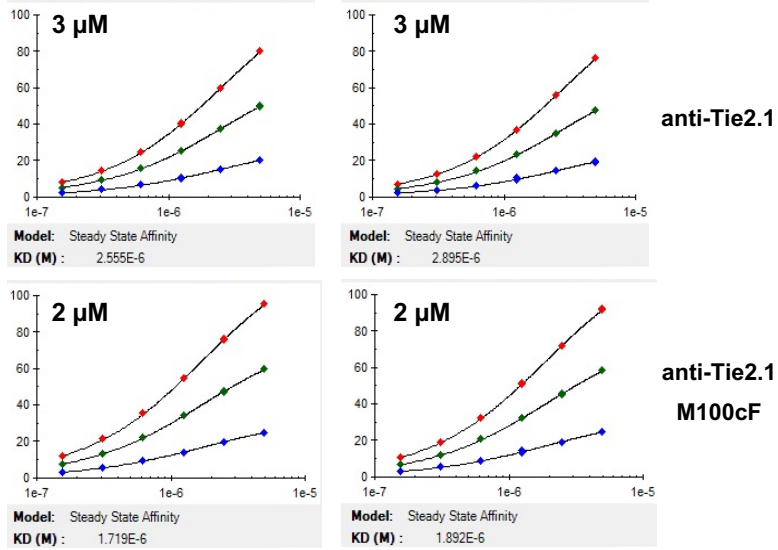 3 µM
100
80
60
40
20
0
1e-7 1e-6 1e-5
Model: Steady State Affinity
KD (M) : 2.555E-6
3 µM
100
80
60
40
20
0
1e-7 1e-6 1e-5
Model: Steady State Affinity
KD (M) : 2.895E-6
anti-Tie2.1
2 µM
100
80
60
40
20
0
1e-7 1e-6 1e-5
Model: Steady State Affinity
KD (M) : 1.719E-6
2 µM
100
80
60
40
20
0
1e-7 1e-6 1e-5
Model: Steady State Affinity
KD (M) : 1.892E-6
anti-Tie2.1
M100cF